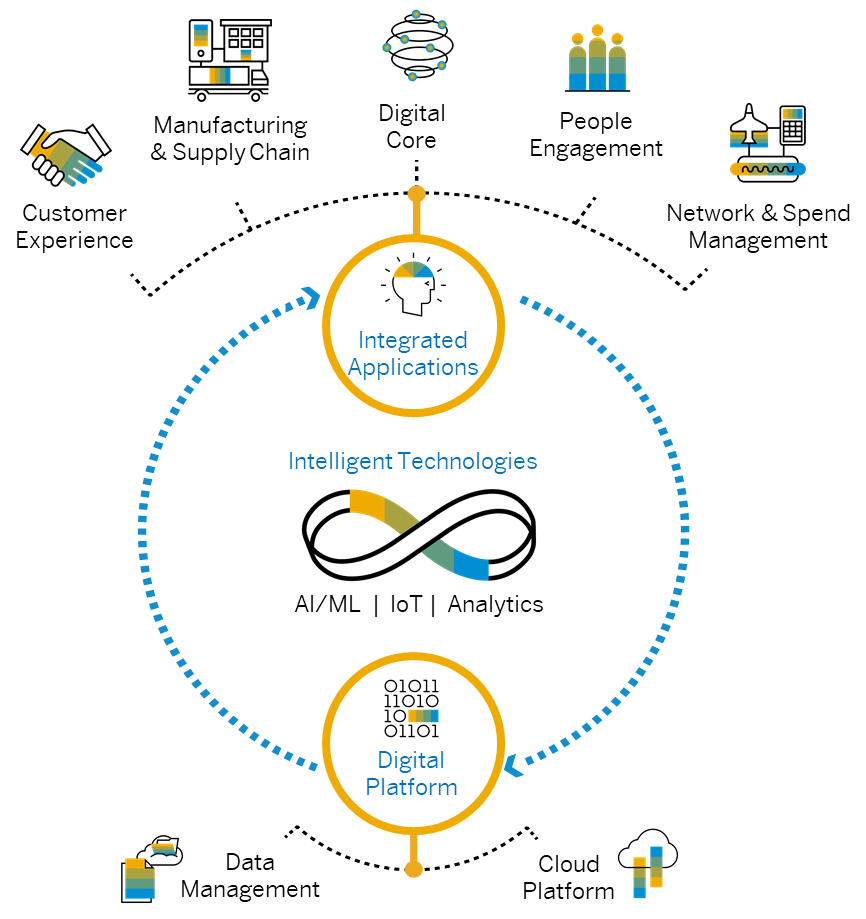 Digital
Core
People
Engagement
Manufacturing
& Supply Chain
Customer
Experience
Network & Spend
Management
Integrated
Applications
Intelligent Technologies
AI/ML | IoT | Analytics
01011
11010
10
01101
Digital
Platform
Data
Management
Cloud
Platform